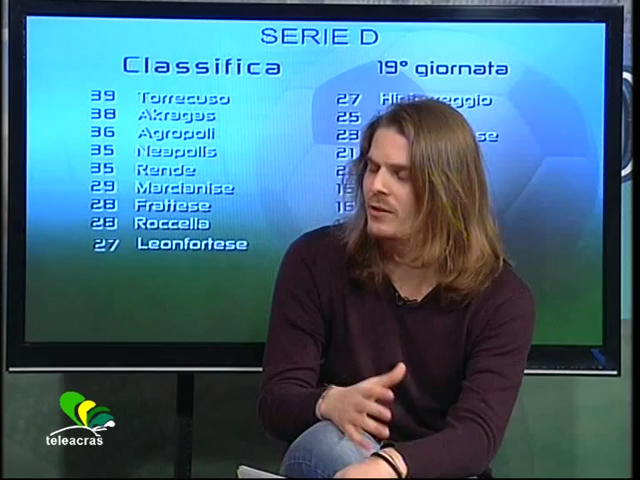 SERIE D
Classifica 19° giornata
39 Torrecuso 27
38 Akragas 25
36 Agropoli 23
35 Neapolis 21
35 Rende
29 Marcianise
28 Frattese 16
28 Roccella
27 Leonfortese
teleacras